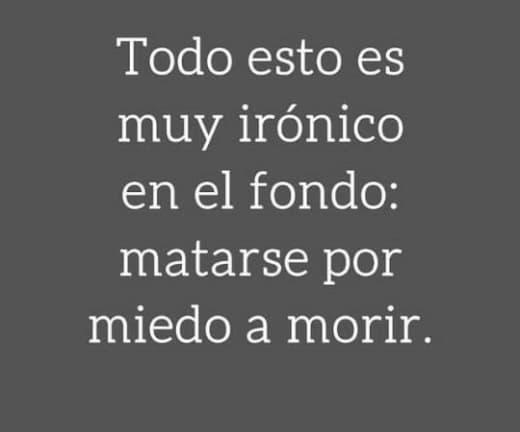 Todo esto es
muy irónico
en el fondo:
matarse por
miedo a morir.